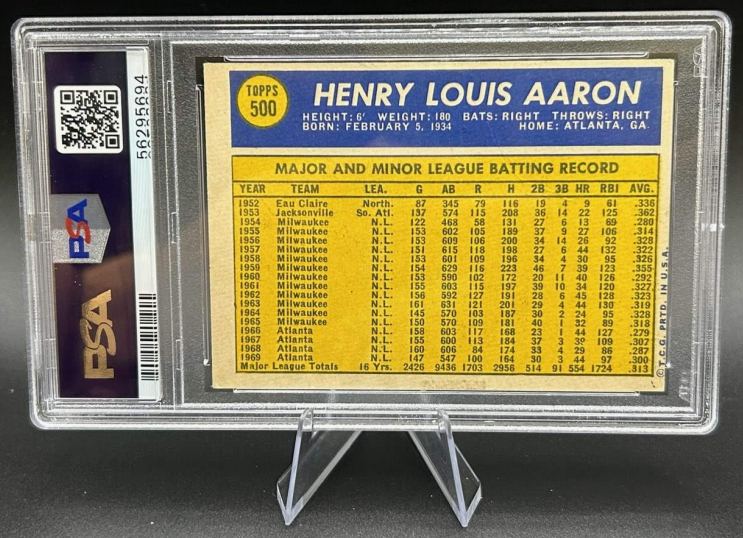 56295694
PSA
PSA
TOPPS
500
HENRY LOUIS AARON
HEIGHT: 6' WEIGHT: 180 BATS: RIGHT THROWS: RIGHT
BORN: FEBRUARY 5, 1934 HOME: ATLANTA, GA.
MAJOR AND MINOR LEAGUE BATTING RECORD
YEAR TEAM LEA. G AB R H 2B 3B HR RBI AVG.
1952 Eau Claire North. 87 345 79 116 19 4 9 61 .336
1953 Jacksonville So. Atl. 137 574 115 208 36 14 22 125 .362
1954 Milwaukee N.L. 122 468 58 131 27 6 13 69 .280
1955 Milwaukee N.L. 153 602 105 189 37 9 27 106 .314
1956 Milwaukee N.L. 153 609 106 200 34 14 26 92 .328
1957 Milwaukee N.L. 151 615 118 198 27 6 44 132 .322
1958 Milwaukee N.L. 153 601 109 196 34 4 30 95 .326
1959 Milwaukee N.L. 154 629 116 223 46 7 39 123 .355
1960 Milwaukee N.L. 153 590 102 172 20 11 40 126 .292
1961 Milwaukee N.L. 155 603 115 197 39 10 34 120 .327
1962 Milwaukee N.L. 156 592 127 191 28 6 45 128 .323
1963 Milwaukee N.L. 161 631 121 201 29 4 44 130 .319
1964 Milwaukee N.L. 145 570 103 187 30 2 24 95 .328
1965 Milwaukee N.L. 150 570 109 181 40 1 32 89 .318
1966 Atlanta N.L. 158 603 117 168 23 1 44 127 .279
1967 Atlanta N.L. 155 600 113 184 37 3 39 109 .307
1968 Atlanta N.L. 160 606 84 174 33 4 29 86 .287
1969 Atlanta N.L. 147 547 100 164 30 3 44 97 .300
Major League Totals 16 Yrs. 2426 9436 1703 2956 514 91 554 1724 .313
© T.C.G. PRTD. IN U.S.A.